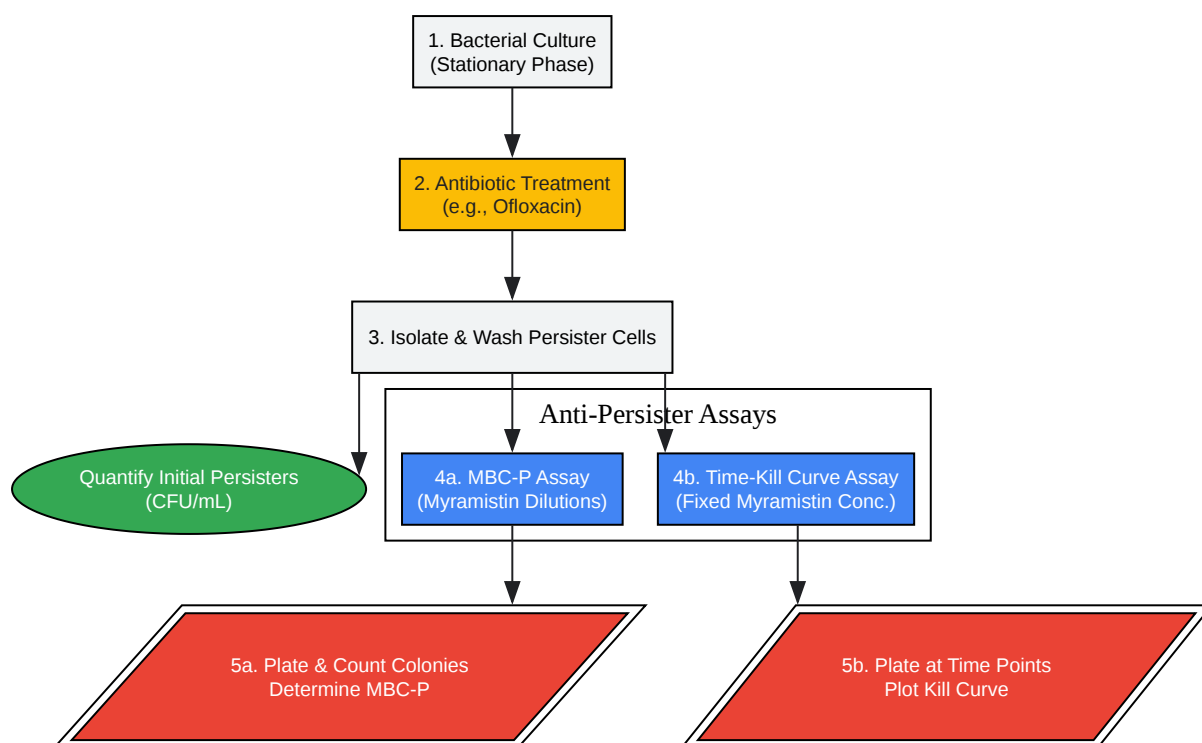 1. Bacterial Culture
(Stationary Phase)
2. Antibiotic Treatment
(e.g., Ofloxacin)
3. Isolate & Wash Persister Cells
Anti-Persister Assays
Quantify Initial Persisters
(CFU/mL)
4a. MBC-P Assay
(Myramistin Dilutions)
4b. Time-Kill Curve Assay
(Fixed Myramistin Conc.)
5a. Plate & Count Colonies
Determine MBC-P
5b. Plate at Time Points
Plot Kill Curve